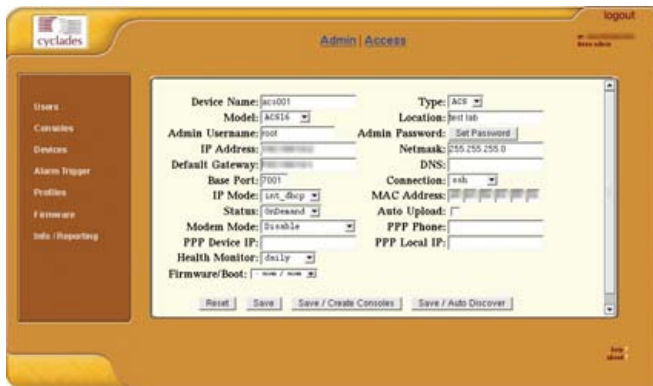 logout
cyclades
Admin | Access
Users
Consoles
Devices
Alarm Trigger
Profiles
Firmware
Info / Reporting
Device Name: acs001 Type: ACS
Model: ACS16 Location: test lab
Admin Username: root Admin Password: Set Password
IP Address: Netmask: 255.255.255.0
Default Gateway: DNS:
Base Port: 7001 Connection: ssh
IP Mode: int_dhcp MAC Address:
Status: OnDemand Auto Upload:
Modem Mode: Disable PPP Phone:
PPP Device IP: PPP Local IP:
Health Monitor: daily
Firmware/Boot:
Reset Save Save / Create Consoles Save / Auto Discover
help
about